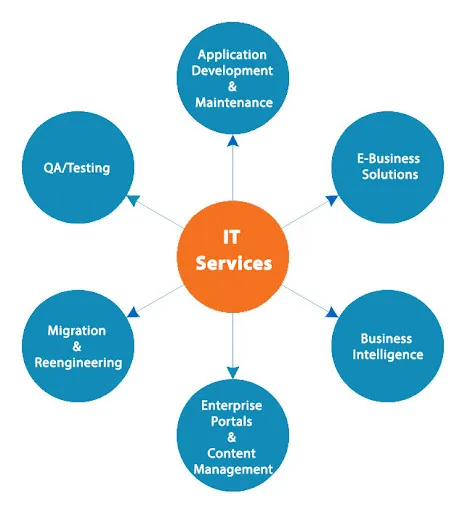 Application
Development
&
Maintenance
E-Business
Solutions
QA/Testing
IT
Services
Business
Intelligence
Migration
&
Reengineering
Enterprise
Portals
&
Content
Management